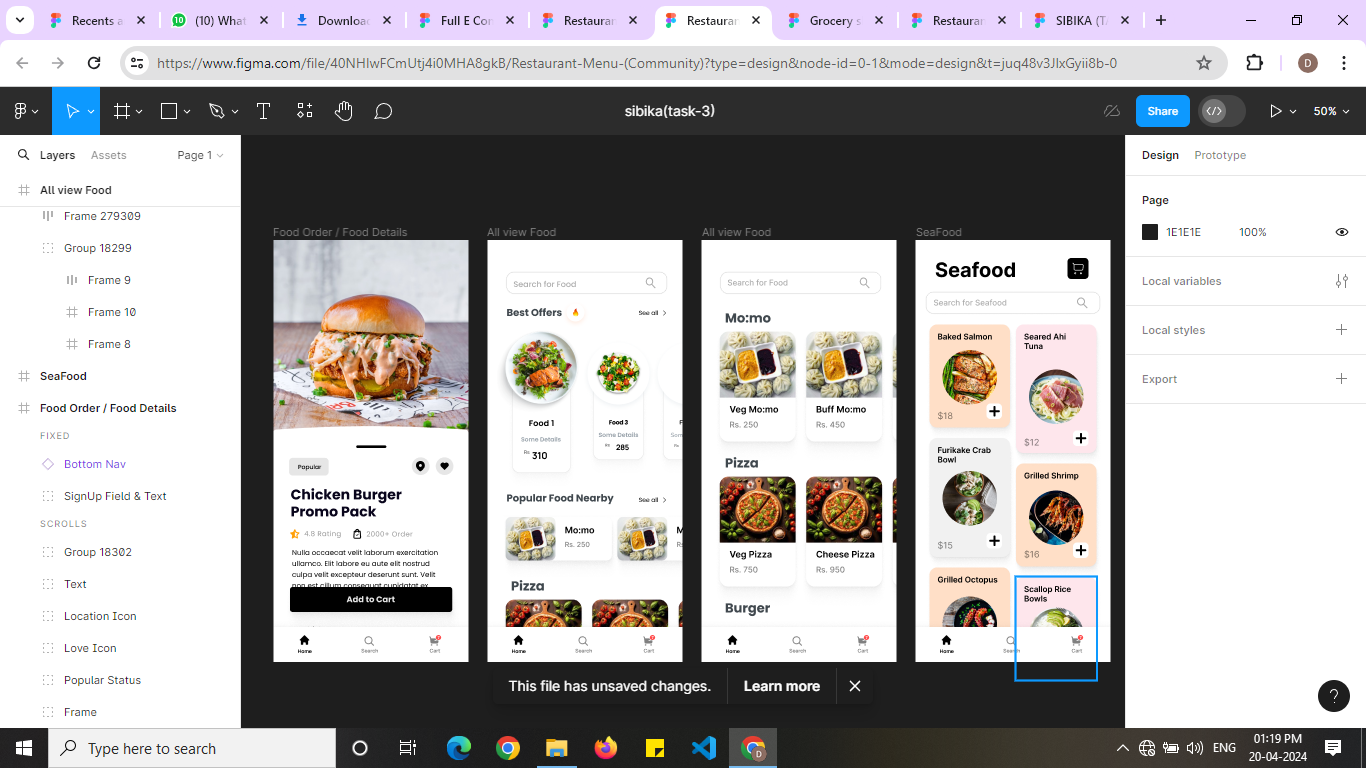 Recents a
(10) What
Downloac
Full E Con
Restauran
Restauran
Grocery s
Restauran
SIBIKA (TA
https://www.figma.com/file/40NHIwFCmUtj4i0MHA8gkB/Restaurant-Menu-(Community)?type=design&node-id=0-1&mode=design&t=juq48v3JIxGyii8b-0
D
sibika(task-3)
Share
50%
Layers
Assets
Page 1
All view Food
Frame 279309
Group 18299
Frame 9
Frame 10
Frame 8
SeaFood
Food Order / Food Details
FIXED
Bottom Nav
SignUp Field & Text
SCROLLS
Group 18302
Text
Location Icon
Love Icon
Popular Status
Frame
Food Order / Food Details
Popular
Chicken Burger
Promo Pack
4.8 Rating
2000+ Order
Nulla occaecat velit laborum exercitation
ullamco. Elit labore eu aute elit nostrud
culpa velit excepteur deserunt sunt. Velit
non est cillum consequat cupidatat ex
Add to Cart
Home
Search
Cart
All view Food
Search for Food
Best Offers
See all
Food 1
Some Details
Rs 310
Food 3
Some Details
Rs 285
Rs
Popular Food Nearby
See all
Mo:mo
Rs. 250
M
Rs
Pizza
Home
Search
Cart
All view Food
Search for Food
Mo:mo
Veg Mo:mo
Rs. 250
Buff Mo:mo
Rs. 450
Pizza
Veg Pizza
Rs. 750
Cheese Pizza
Rs. 950
Burger
Home
Search
Cart
SeaFood
Seafood
Search for Seafood
Baked Salmon
$18
Seared Ahi
Tuna
$12
Furikake Crab
Bowl
$15
Grilled Shrimp
$16
Grilled Octopus
Scallop Rice
Bowls
Home
Search
Cart
This file has unsaved changes.
Learn more
Design
Prototype
Page
1E1E1E
100%
Local variables
Local styles
Export
?
Type here to search
D
ENG
01:19 PM
20-04-2024